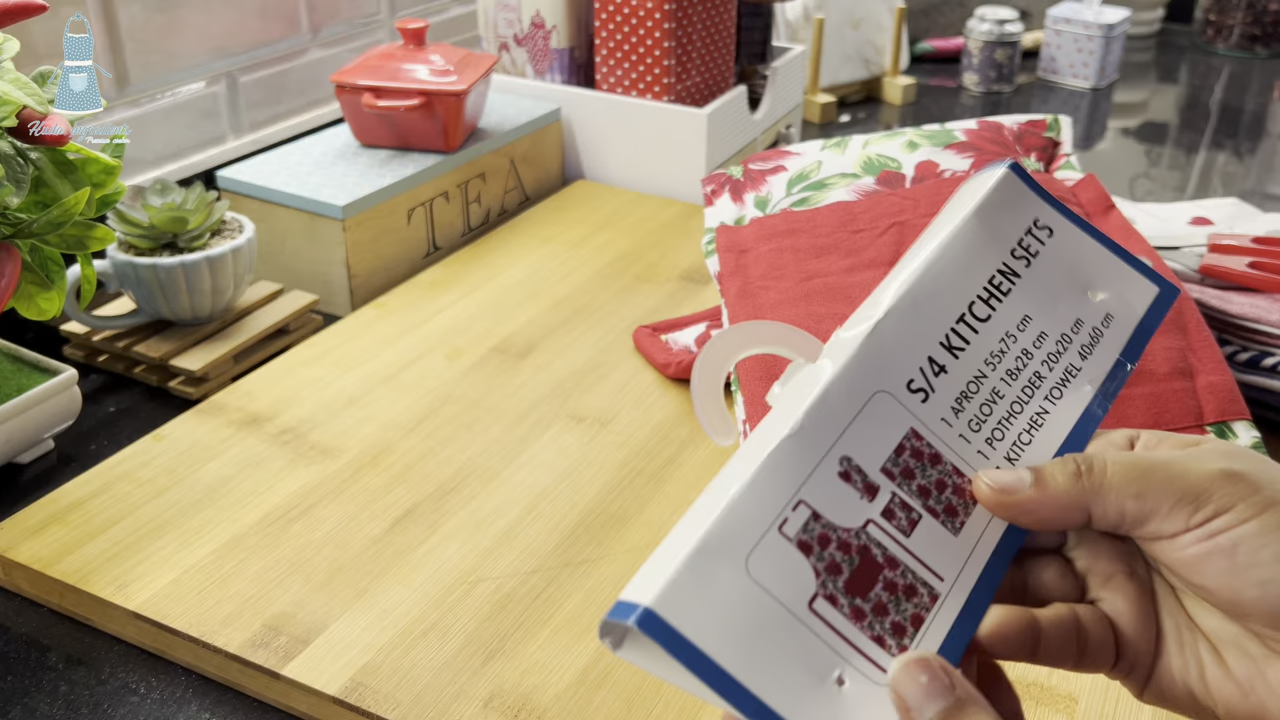 TEA
S/4 KITCHEN SETS
1 APRON 55x75 cm
1 GLOVE 18x28 cm
1 POTHOLDER 20x20 cm
KITCHEN TOWEL 40x60 cm